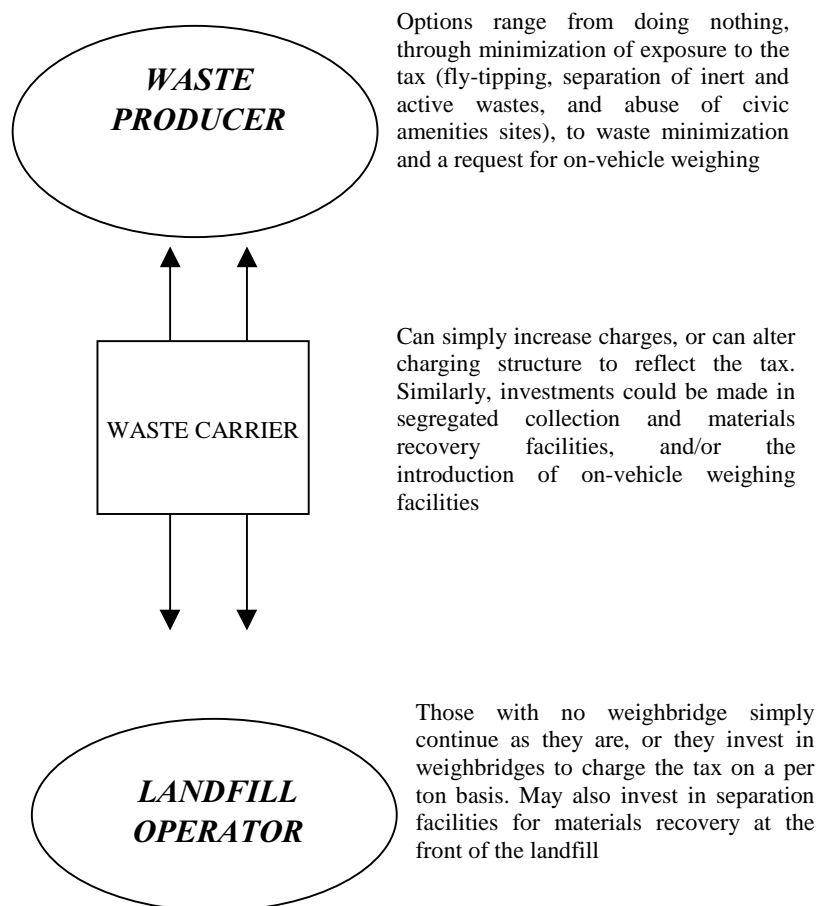 WASTE
PRODUCER
Options range from doing nothing,
through minimization of exposure to the
tax (fly-tipping, separation of inert and
active wastes, and abuse of civic
amenities sites), to waste minimization
and a request for on-vehicle weighing
WASTE CARRIER
Can simply increase charges, or can alter
charging structure to reflect the tax.
Similarly, investments could be made in
segregated collection and materials
recovery facilities, and/or the
introduction of on-vehicle weighing
facilities
LANDFILL
OPERATOR
Those with no weighbridge simply
continue as they are, or they invest in
weighbridges to charge the tax on a per
ton basis. May also invest in separation
facilities for materials recovery at the
front of the landfill